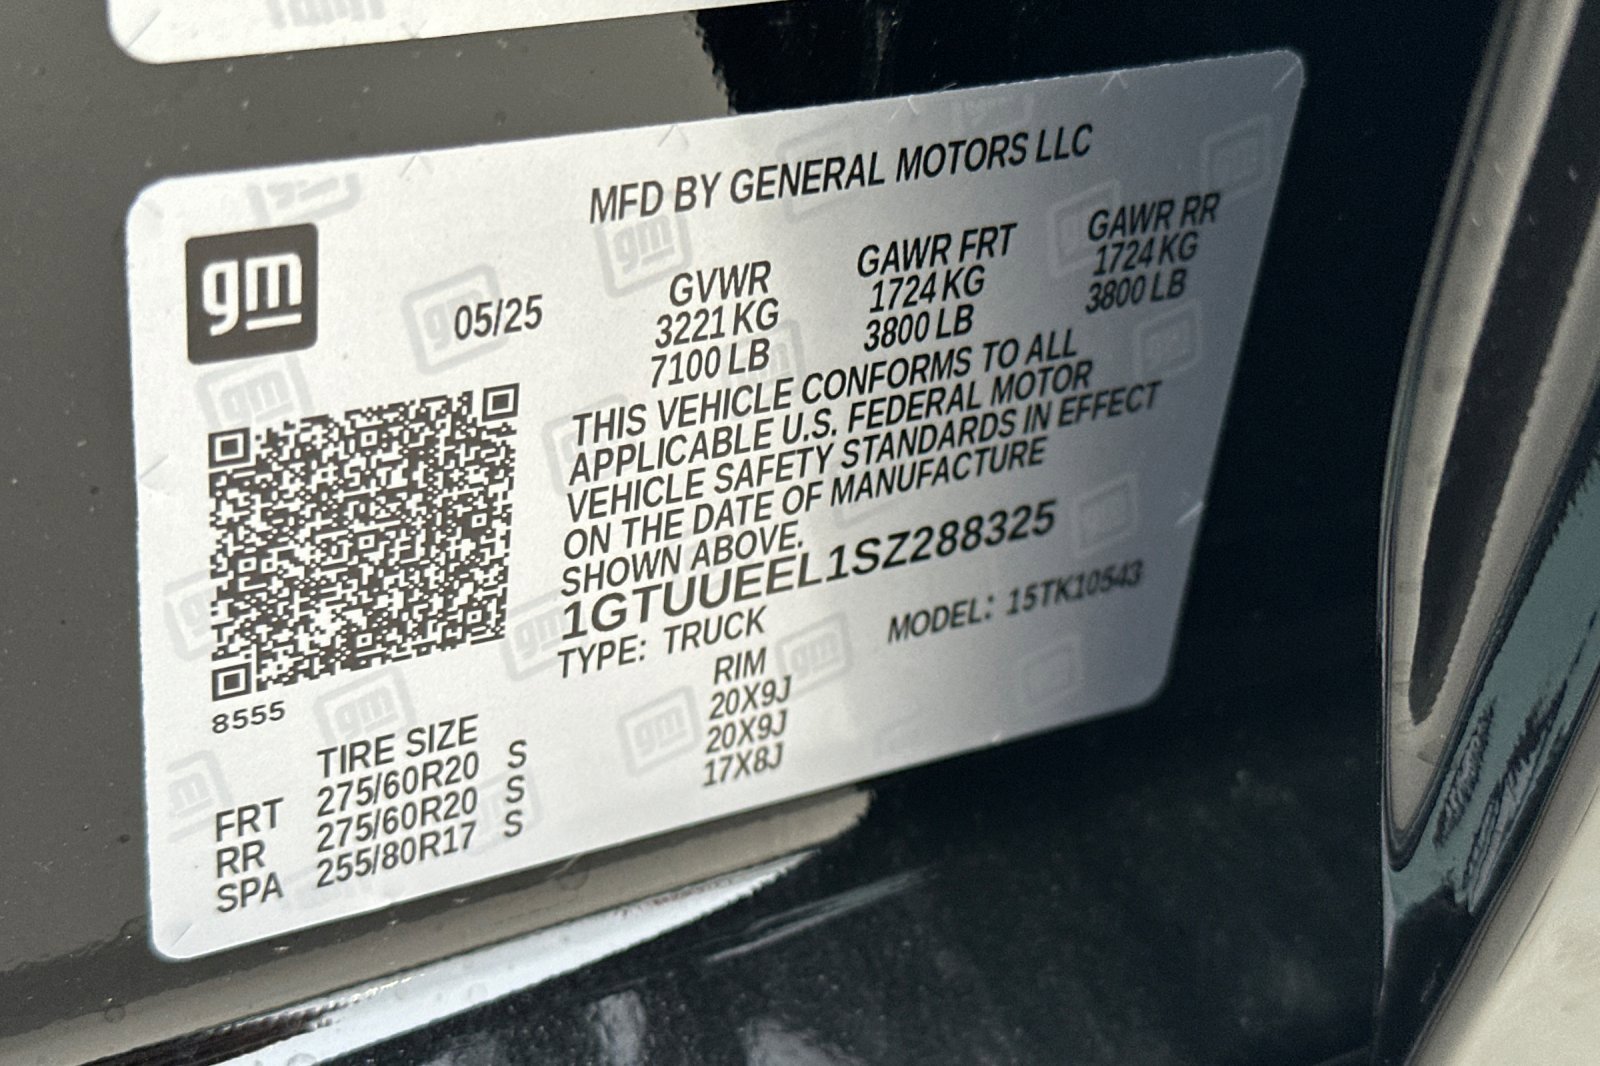 MFD BY GENERAL MOTORS LLC
gm
05/25
GVWR GAWR FRT GAWR RR
3221 KG 1724 KG 1724 KG
7100 LB 3800 LB 3800 LB
THIS VEHICLE CONFORMS TO ALL
APPLICABLE U.S. FEDERAL MOTOR
VEHICLE SAFETY STANDARDS IN EFFECT
ON THE DATE OF MANUFACTURE
SHOWN ABOVE.
1GTUUEEL1SZ288325
TYPE: TRUCK MODEL: 15TK10543
8555
TIRE SIZE RIM
FRT 275/60R20 S 20X9J
RR 275/60R20 S 20X9J
SPA 255/80R17 S 17X8J